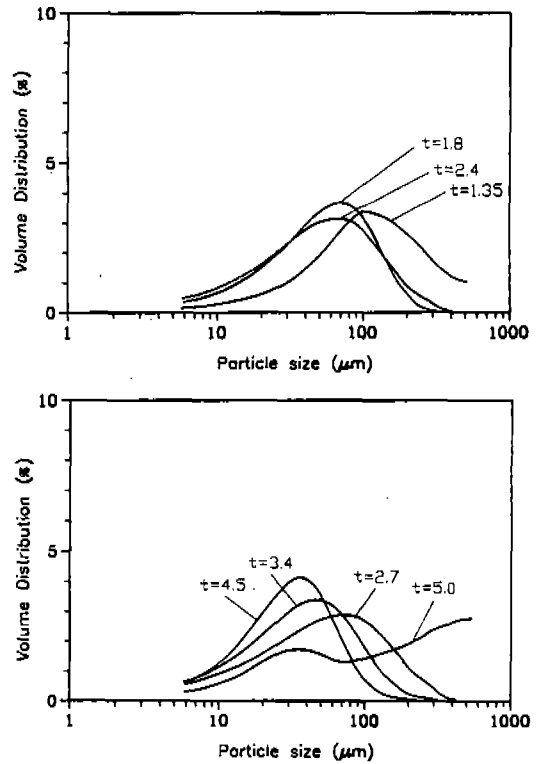 10
5
0
Volume Distribution (%)
t=1.8
t=2.4
t=1.35
1 10 100 1000
Particle size (μm)
10
5
0
Volume Distribution (%)
t=3.4
t=4.5
t=2.7
t=5.0
1 10 100 1000
Particle size (μm)